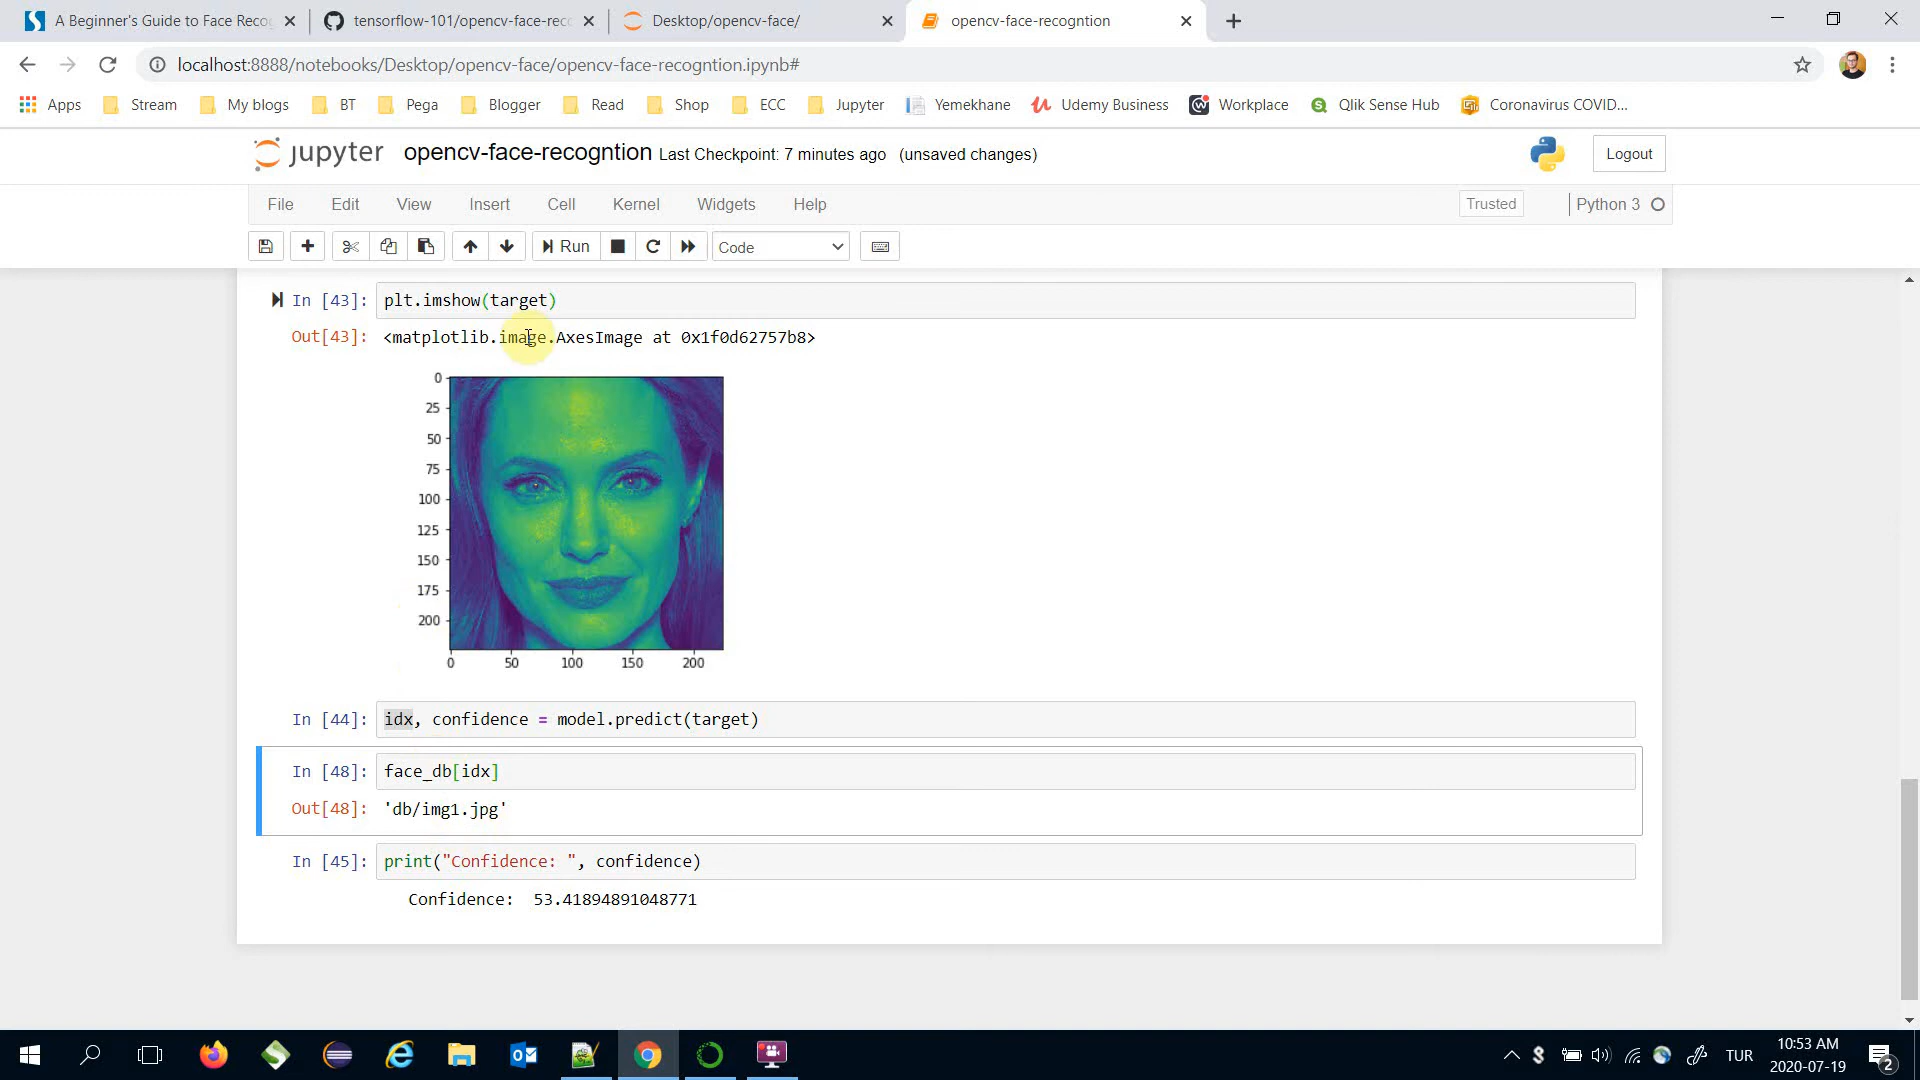 A Beginner's Guide to Face Recog
tensorflow-101/opencv-face-reco
Desktop/opencv-face/
opencv-face-recogntion
localhost:8888/notebooks/Desktop/opencv-face/opencv-face-recogntion.ipynb#
Apps Stream My blogs BT Pega Blogger Read Shop ECC Jupyter Yemekhane Udemy Business Workplace Qlik Sense Hub Coronavirus COVID...
jupyter opencv-face-recogntion Last Checkpoint: 7 minutes ago (unsaved changes) Logout
File Edit View Insert Cell Kernel Widgets Help Trusted Python 3
Run Code
In [43]: plt.imshow(target)
Out[43]: <matplotlib.image.AxesImage at 0x1f0d62757b8>
0
25
50
75
100
125
150
175
200
0 50 100 150 200
In [44]: idx, confidence = model.predict(target)
In [48]: face_db[idx]
Out[48]: 'db/img1.jpg'
In [45]: print("Confidence: ", confidence)
Confidence:  53.41894891048771
TUR
10:53 AM
2020-07-19
2